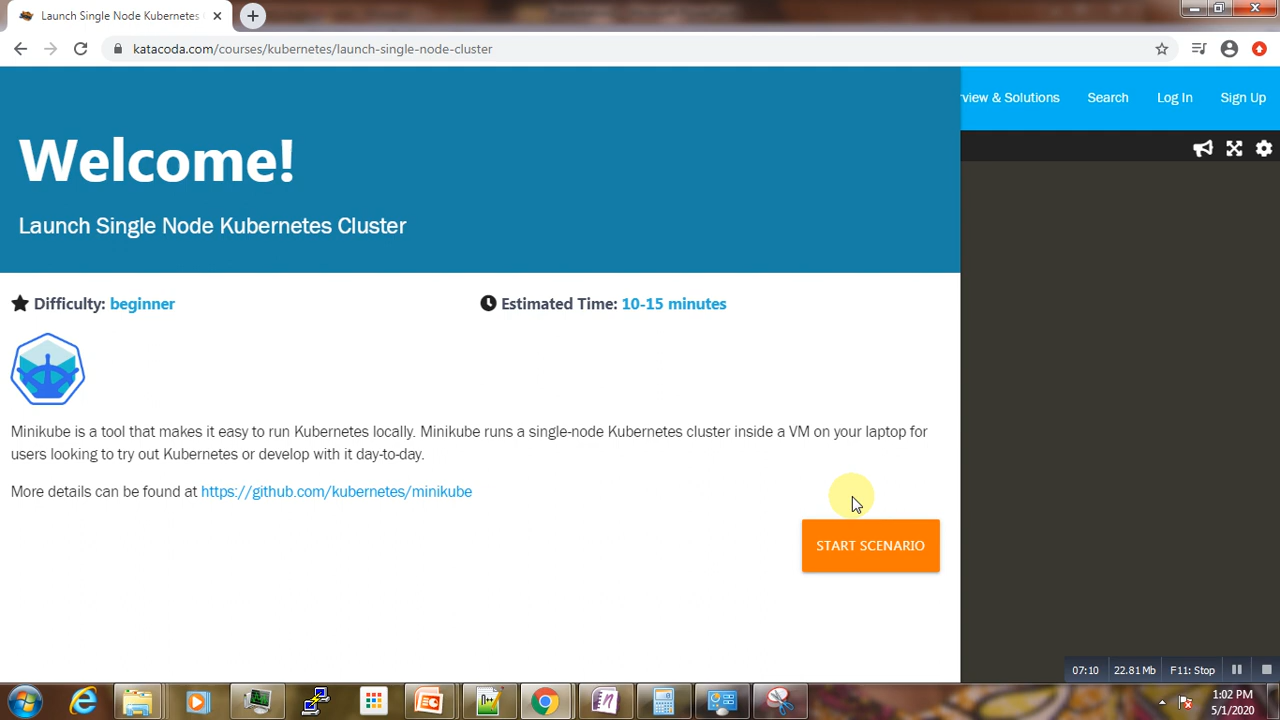 Launch Single Node Kubernetes
katacoda.com/courses/kubernetes/launch-single-node-cluster
rview & Solutions
Search
Log In
Sign Up
Welcome!
Launch Single Node Kubernetes Cluster
Difficulty: beginner
Estimated Time: 10-15 minutes
Minikube is a tool that makes it easy to run Kubernetes locally. Minikube runs a single-node Kubernetes cluster inside a VM on your laptop for
users looking to try out Kubernetes or develop with it day-to-day.
More details can be found at https://github.com/kubernetes/minikube
START SCENARIO
07:10
22.81 Mb
F11: Stop
1:02 PM
5/1/2020